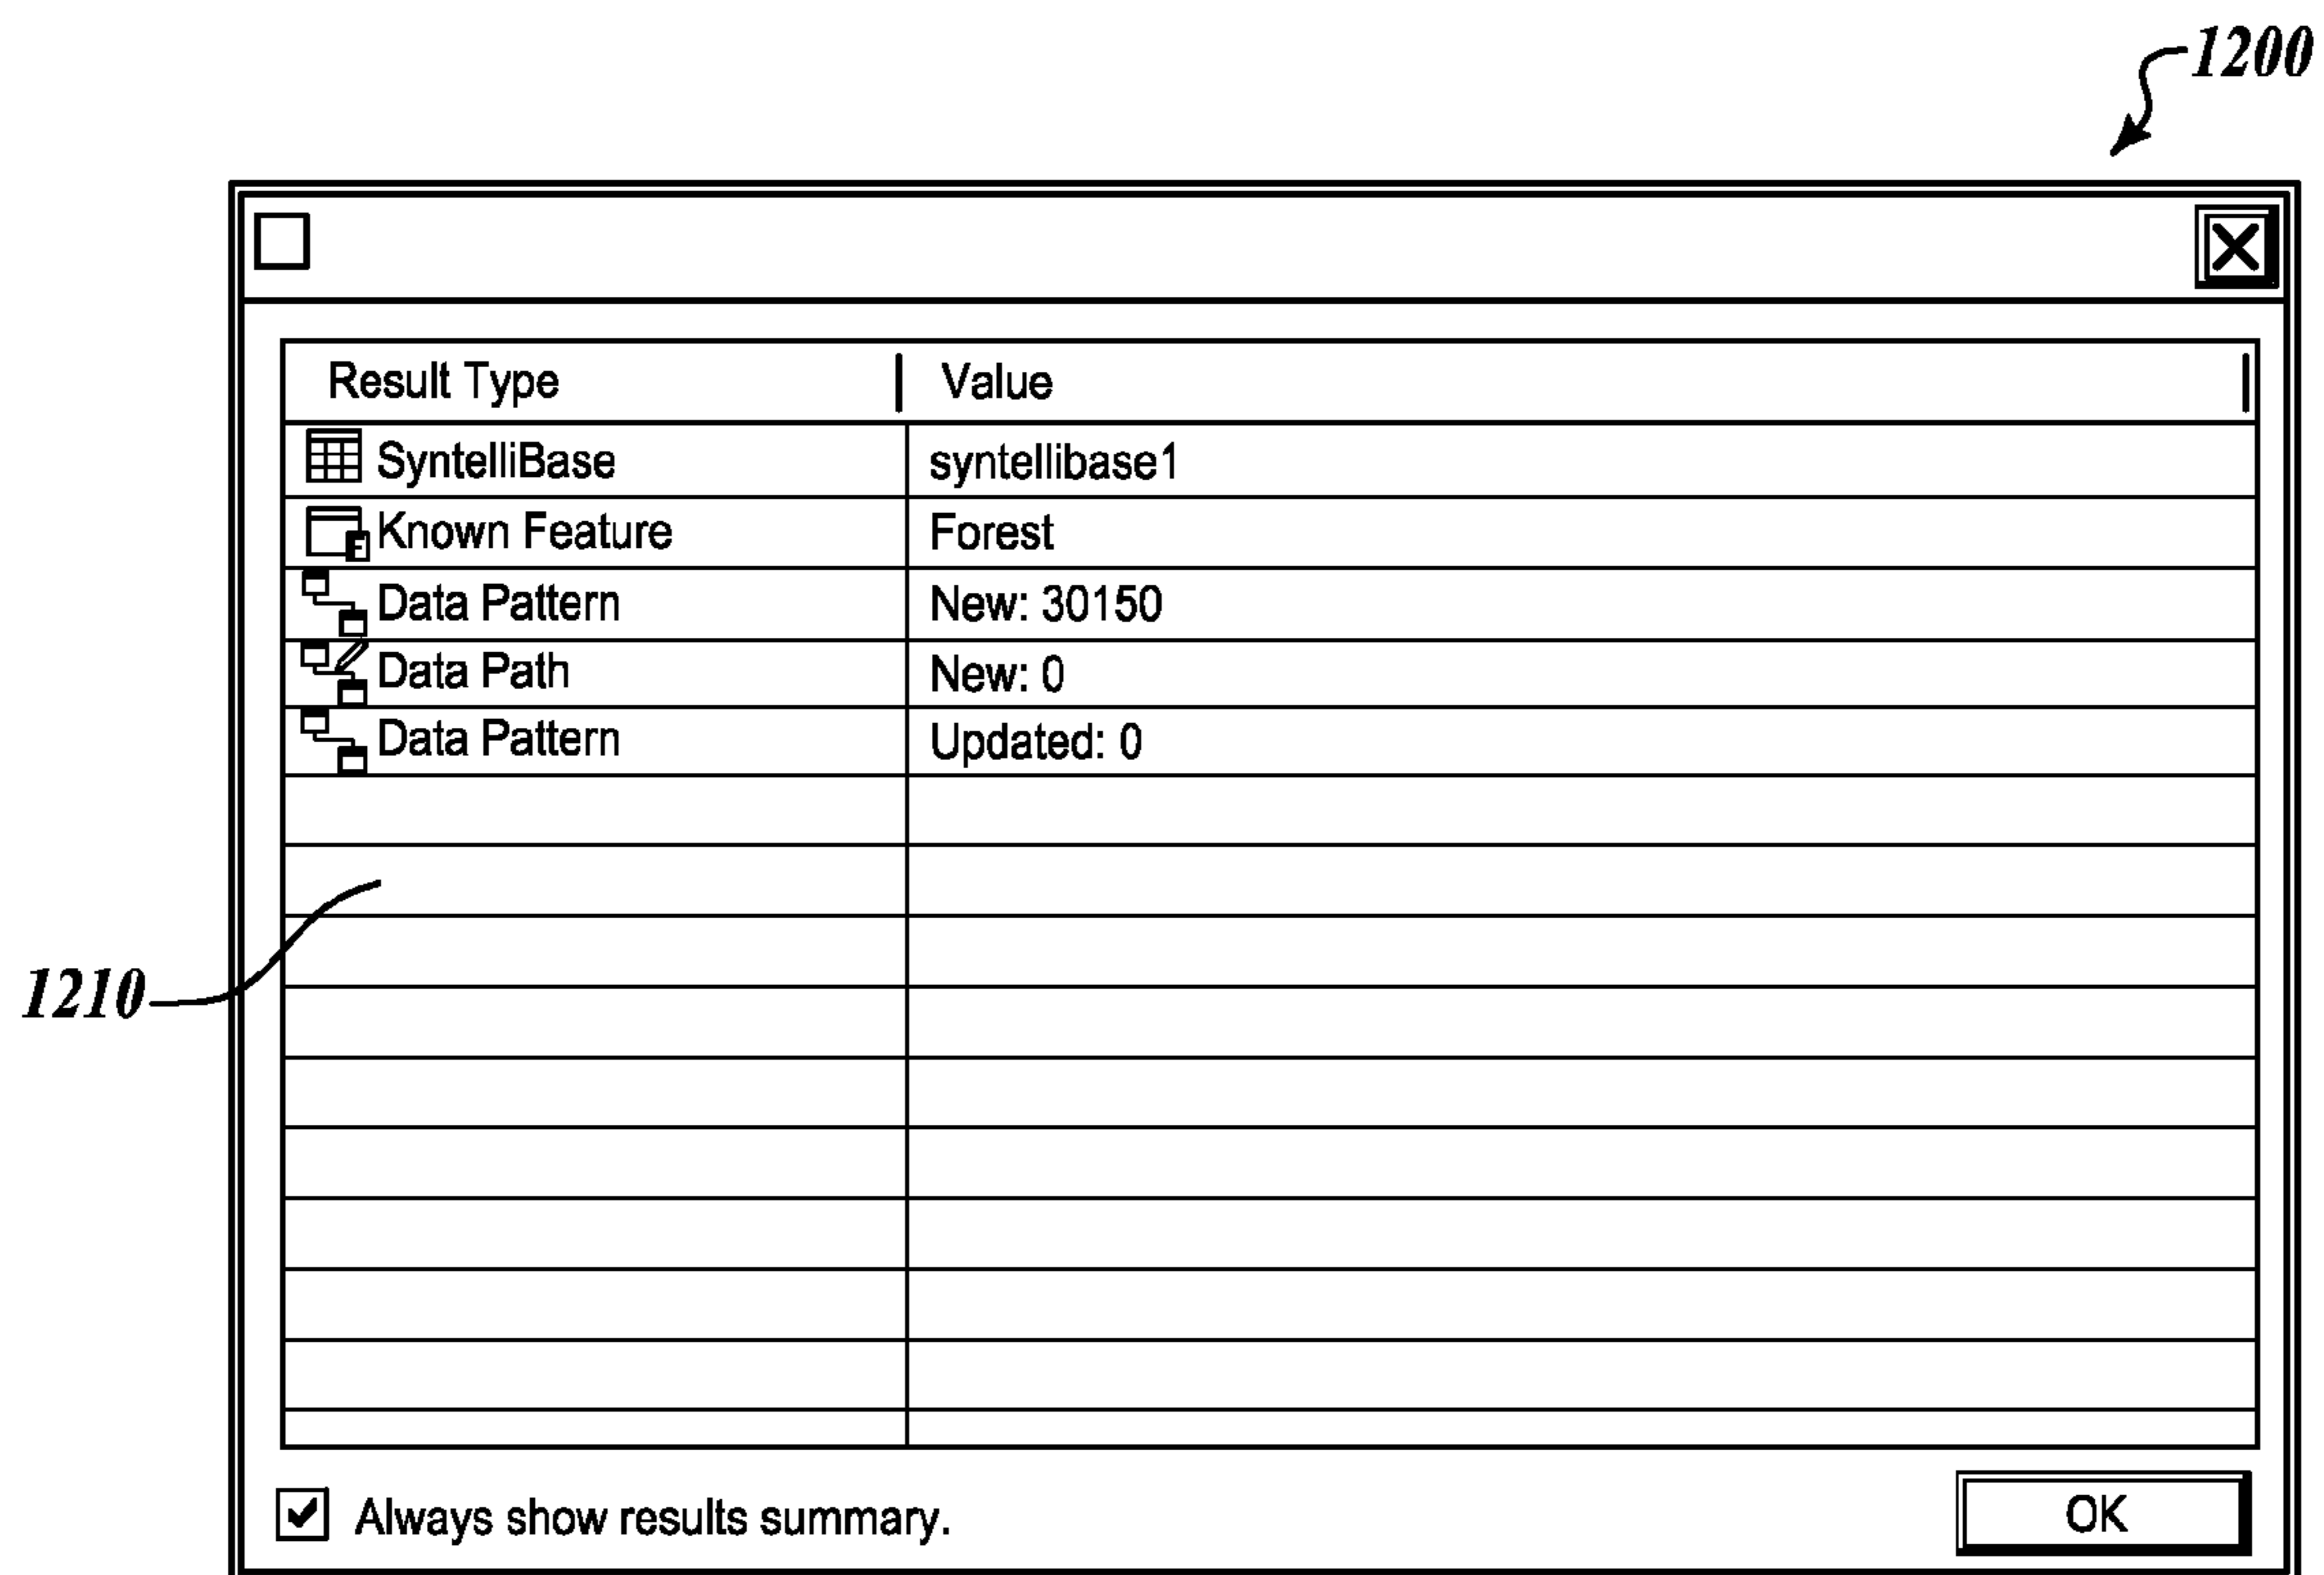 1200
Result Type Value
SyntelliBase syntellibase1
Known Feature Forest
Data Pattern New: 30150
Data Path New: 0
Data Pattern Updated: 0
1210
Always show results summary. OK